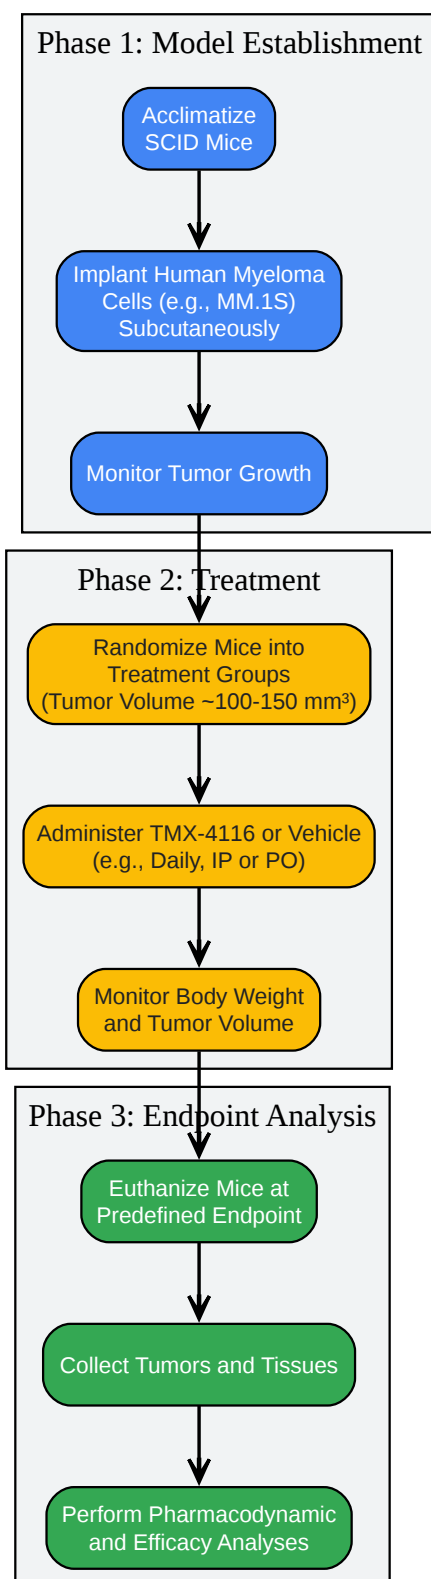 Phase 1: Model Establishment
Acclimatize
SCID Mice
Implant Human Myeloma
Cells (e.g., MM.1S)
Subcutaneously
Monitor Tumor Growth
Phase 2: Treatment
Randomize Mice into
Treatment Groups
(Tumor Volume ~100-150 mm³)
Administer TMX-4116 or Vehicle
(e.g., Daily, IP or PO)
Monitor Body Weight
and Tumor Volume
Phase 3: Endpoint Analysis
Euthanize Mice at
Predefined Endpoint
Collect Tumors and Tissues
Perform Pharmacodynamic
and Efficacy Analyses